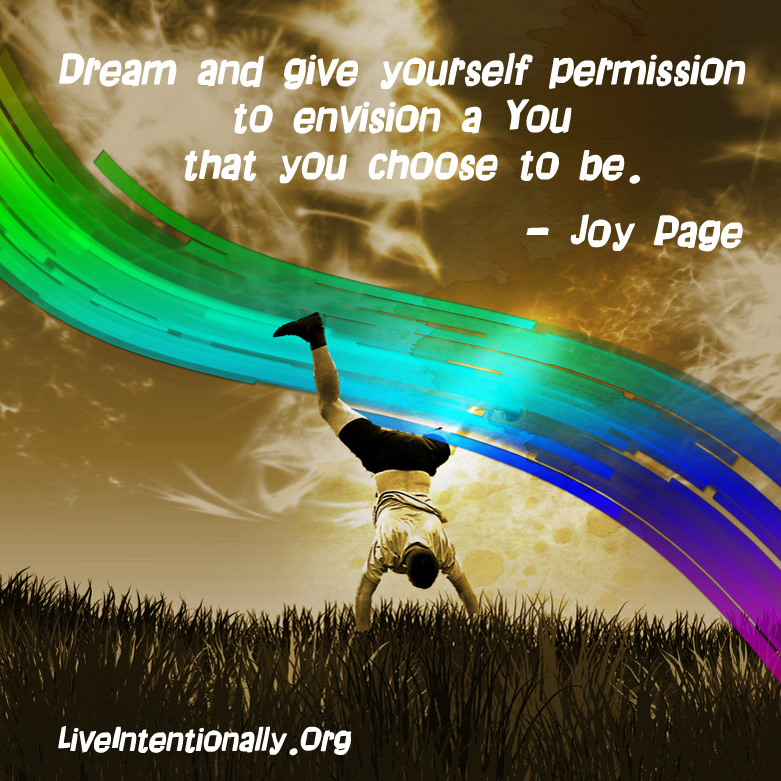 Dream and give yourself permission
to envision a You
that you choose to be.
- Joy Page
LiveIntentionally.Org